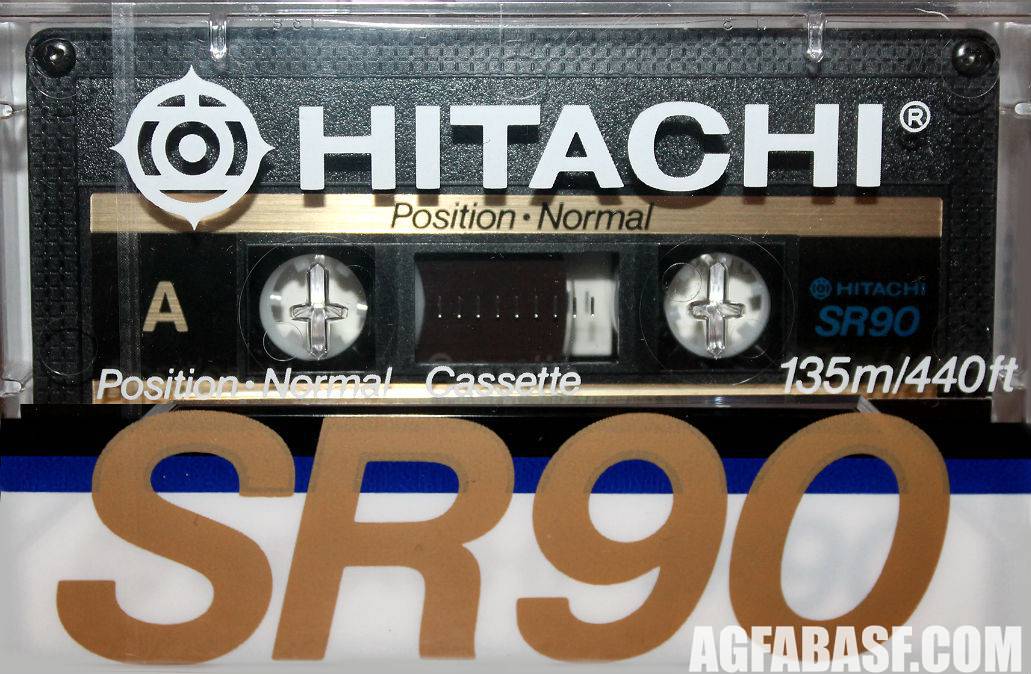 HITACHI®
Position·Normal
A
HITACHI
SR90
Position·Normal Cassette 135m/440ft
SR90
AGFABASF.COM